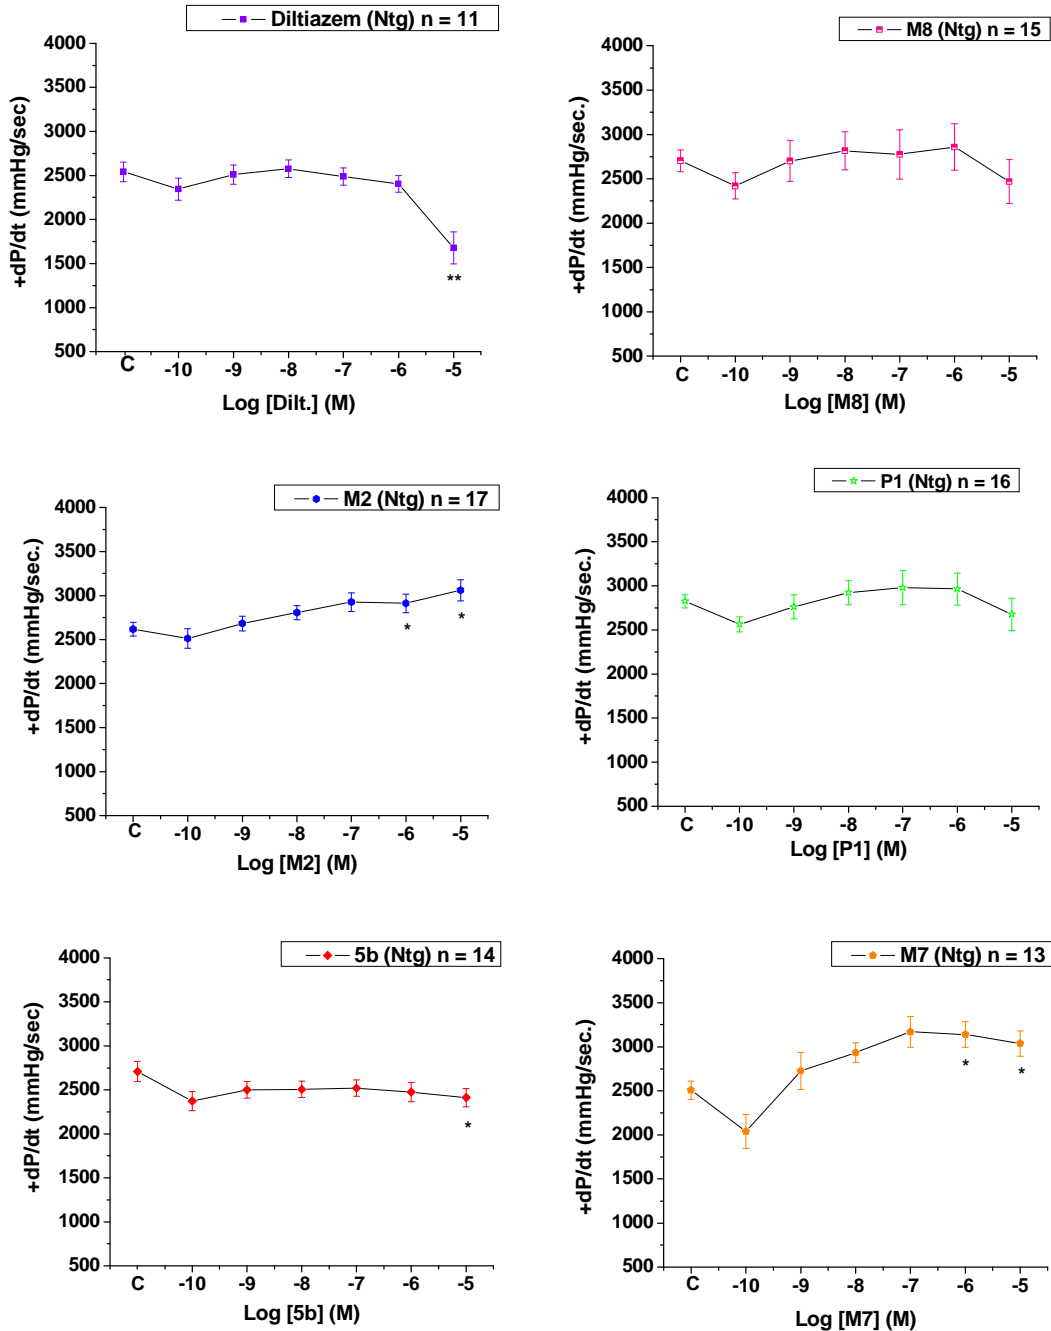 Diltiazem (Ntg) n = 11
4000
3500
3000
2500
2000
1500
1000
500
+dP/dt (mmHg/sec)
**
C -10 -9 -8 -7 -6 -5
Log [Dilt.] (M)
M8 (Ntg) n = 15
4000
3500
3000
2500
2000
1500
1000
500
+dP/dt (mmHg/sec.)
C -10 -9 -8 -7 -6 -5
Log [M8] (M)
M2 (Ntg) n = 17
4000
3500
3000
2500
2000
1500
1000
500
+dP/dt (mmHg/sec.)
* *
C -10 -9 -8 -7 -6 -5
Log [M2] (M)
P1 (Ntg) n = 16
4000
3500
3000
2500
2000
1500
1000
500
+dP/dt (mmHg/sec.)
C -10 -9 -8 -7 -6 -5
Log [P1] (M)
5b (Ntg) n = 14
4000
3500
3000
2500
2000
1500
1000
500
+dP/dt (mmHg/sec)
*
C -10 -9 -8 -7 -6 -5
Log [5b] (M)
M7 (Ntg) n = 13
4000
3500
3000
2500
2000
1500
1000
500
+dP/dt (mmHg/sec.)
* *
C -10 -9 -8 -7 -6 -5
Log [M7] (M)